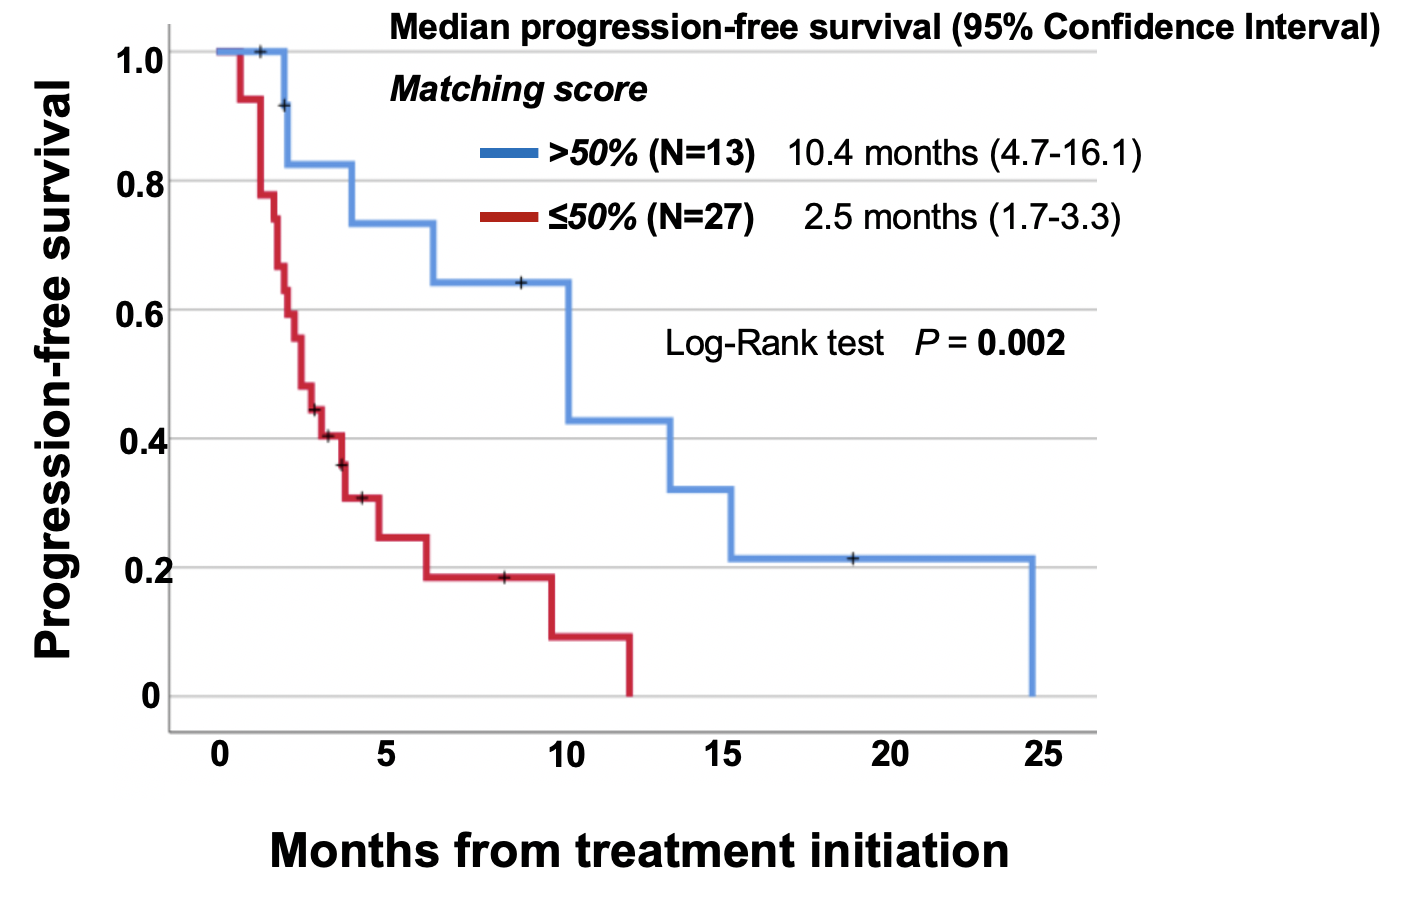 Median progression-free survival (95% Confidence Interval)
Matching score
>50% (N=13) 10.4 months (4.7-16.1)
≤50% (N=27) 2.5 months (1.7-3.3)
Log-Rank test P = 0.002
Progression-free survival
1.0
0.8
0.6
0.4
0.2
0
0 5 10 15 20 25
Months from treatment initiation